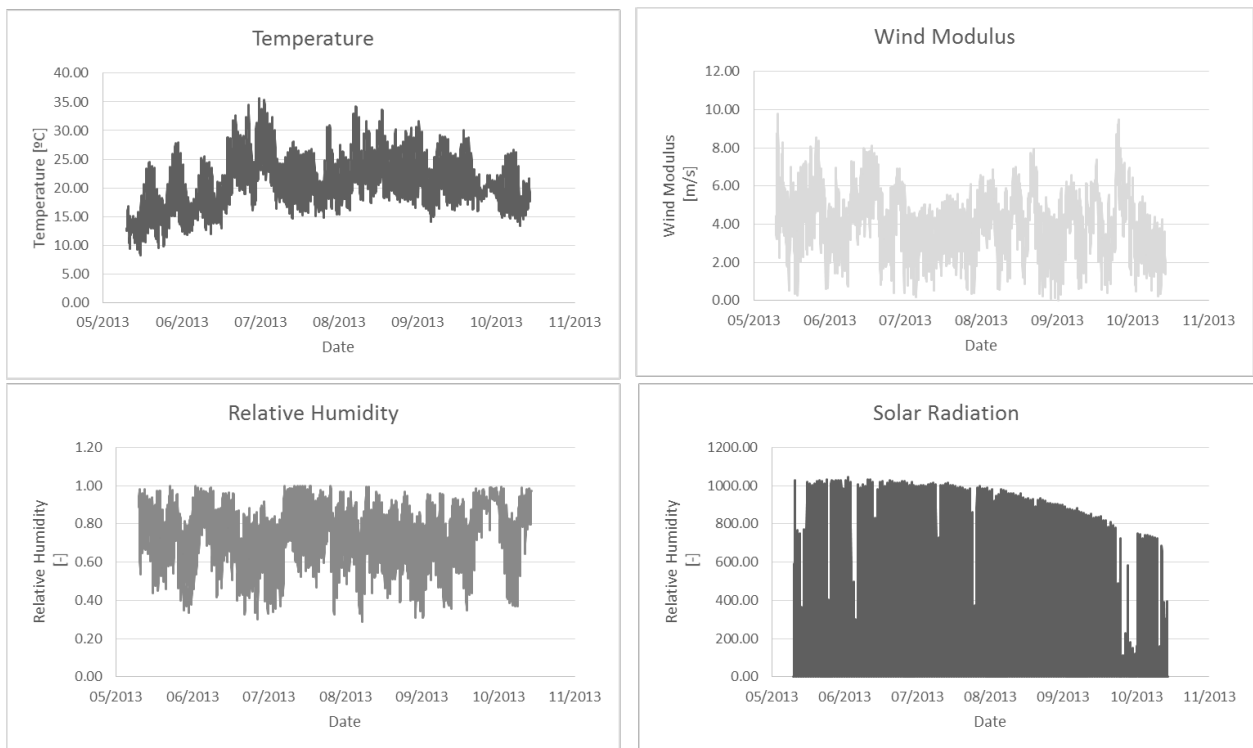 Temperature
40.00
35.00
30.00
25.00
20.00
15.00
10.00
5.00
0.00
Temperature [ºC]
05/2013 06/2013 07/2013 08/2013 09/2013 10/2013 11/2013
Date
Wind Modulus
12.00
10.00
8.00
6.00
4.00
2.00
0.00
Wind Modulus
[m/s]
05/2013 06/2013 07/2013 08/2013 09/2013 10/2013 11/2013
Date
Relative Humidity
1.20
1.00
0.80
0.60
0.40
0.20
0.00
Relative Humidity
[-]
05/2013 06/2013 07/2013 08/2013 09/2013 10/2013 11/2013
Date
Solar Radiation
1200.00
1000.00
800.00
600.00
400.00
200.00
0.00
Relative Humidity
[-]
05/2013 06/2013 07/2013 08/2013 09/2013 10/2013 11/2013
Date